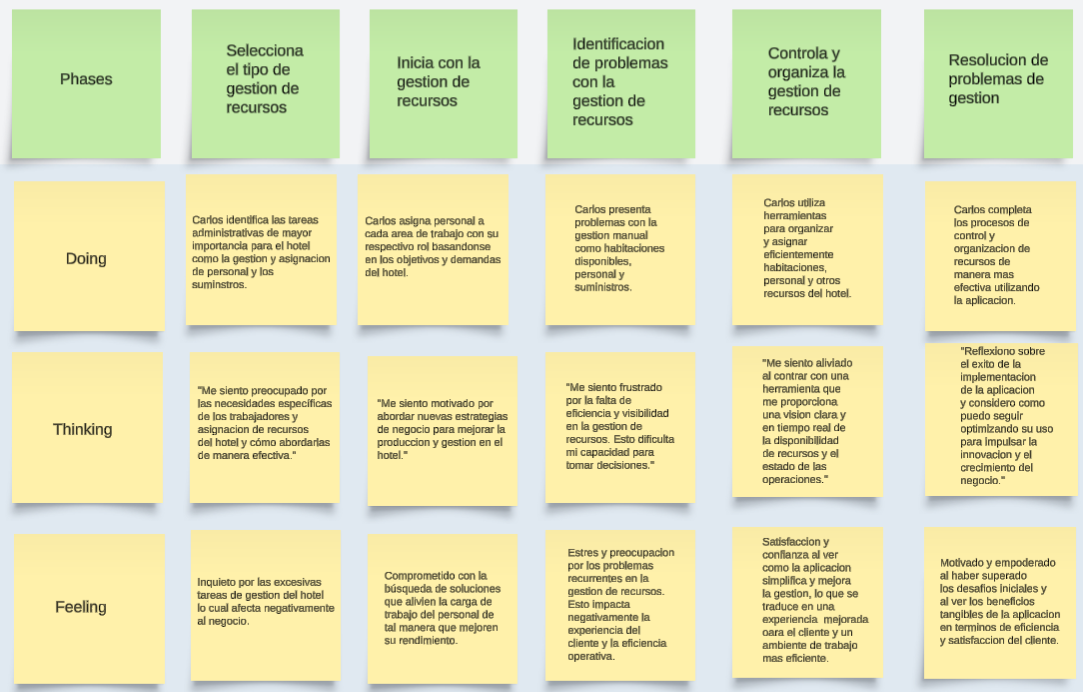 Phases
Selecciona
el tipo de
gestion de
recursos
Inicia con la
gestion de
recursos
Identificacion
de problemas
con la
gestion de
recursos
Controla y
organiza la
gestion de
recursos
Resolucion de
problemas de
gestion
Doing
Carlos identifica las tareas
administrativas de mayor
importancia para el hotel
como la gestion y asignacion
de personal y los
suminstros.
Carlos asigna personal a
cada area de trabajo con su
respectivo rol basandonse
en los objetivos y demandas
del hotel.
Carlos presenta
problemas con la
gestion manual
como habitaciones
disponibles,
personal y
suministros.
Carlos utiliza
herramientas
para organizar
y asignar
eficientemente
habitaciones,
personal y otros
recursos del hotel.
Carlos completa
los procesos de
control y
organizacion de
recursos de
manera mas
efectiva utilizando
la aplicacion.
Thinking
"Me siento preocupado por
las necesidades específicas
de los trabajadores y
asignacion de recursos
del hotel y cómo abordarlas
de manera efectiva."
"Me siento motivado por
abordar nuevas estrategias
de negocio para mejorar la
produccion y gestion en el
hotel."
"Me siento frustrado
por la falta de
eficiencia y visibilidad
en la gestion de
recursos. Esto dificulta
mi capacidad para
tomar decisiones."
"Me siento aliviado
al contrar con una
herramienta que
me proporciona
una vision clara y
en tiempo real de
la disponibilidad
de recursos y el
estado de las
operaciones."
"Reflexiono sobre
el exito de la
implementacion
de la aplicacion
y considero como
puedo seguir
optimizando su uso
para impulsar la
innovacion y el
crecimiento del
negocio."
Feeling
Inquieto por las excesivas
tareas de gestion del hotel
lo cual afecta negativamente
al negocio.
Comprometido con la
búsqueda de soluciones
que alivien la carga de
trabajo del personal de
tal manera que mejoren
su rendimiento.
Estres y preocupacion
por los problemas
recurrentes en la
gestion de recursos.
Esto impacta
negativamente la
experiencia del
cliente y la eficiencia
operativa.
Satisfaccion y
confianza al ver
como la aplicacion
simplifica y mejora
la gestion, lo que se
traduce en una
experiencia  mejorada
oara el cliente y un
ambiente de trabajo
mas eficiente.
Motivado y empoderado
al haber superado
los desafios iniciales y
al ver los beneficios
tangibles de la aplicacion
en terminos de eficiencia
y satisfaccion del cliente.